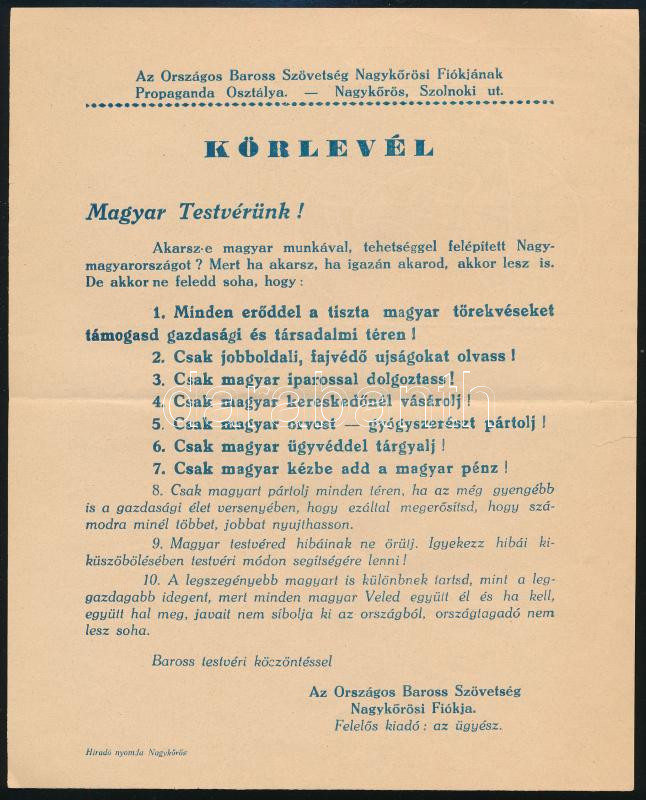 Az Országos Baross Szövetség Nagykőrösi Fiókjának
Propaganda Osztálya. — Nagykőrös, Szolnoki ut.
KÖRLEVÉL
Magyar Testvérünk !
Akarsz-e magyar munkával, tehetséggel felépített Nagy-
magyarországot ? Mert ha akarsz, ha igazán akarod, akkor lesz is.
De akkor ne feledd soha, hogy :
1. Minden erőddel a tiszta magyar törekvéseket
támogasd gazdasági és társadalmi téren !
2. Csak jobboldali, fajvédő ujságokat olvass !
3. Csak magyar iparossal dolgoztass!
4. Csak magyar kereskedőnél vásárolj !
5. Csak magyar orvost — gyógyszerészt pártolj !
6. Csak magyar ügyvéddel tárgyalj !
7. Csak magyar kézbe add a magyar pénz !
8. Csak magyart pártolj minden téren, ha az még gyengébb
is a gazdasági élet versenyében, hogy ezáltal megerősitsd, hogy szá-
modra minél többet, jobbat nyujthasson.
9. Magyar testvéred hibáinak ne örülj. Igyekezz hibái ki-
küszöbölésében testvéri módon segitségére lenni !
10. A legszegényebb magyart is különbnek tartsd, mint a leg-
gazdagabb idegent, mert minden magyar Veled együtt él és ha kell,
együtt hal meg, javait nem síbolja ki az országból, országtagadó nem
lesz soha.
Baross testvéri köczöntéssel
Az Országos Baross Szövetség
Nagykőrösi Fiókja.
Felelős kiadó : az ügyész.
Hiradó nyomda Nagykőrös
darabanth